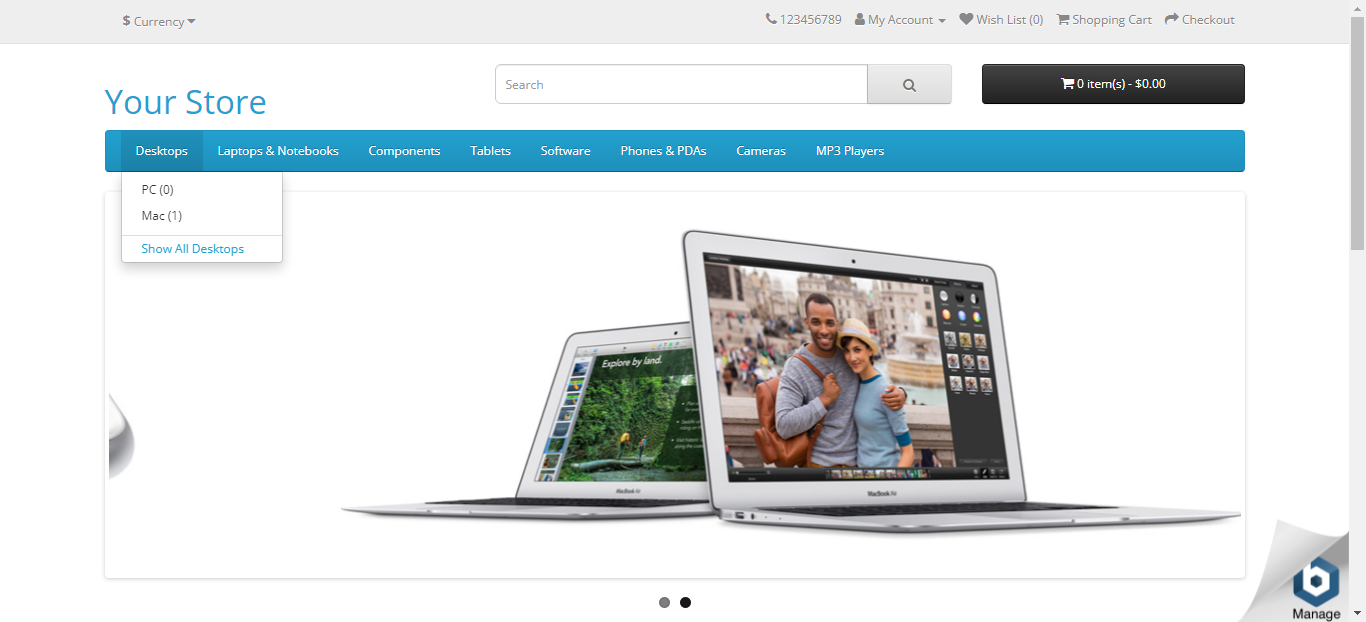 $ Currency
123456789 My Account Wish List (0) Shopping Cart Checkout
Your Store
Search
0 item(s) - $0.00
Desktops Laptops & Notebooks Components Tablets Software Phones & PDAs Cameras MP3 Players
PC (0)
Mac (1)
Show All Desktops
Explore by land.
MacBook Air
MacBook Air
Manage